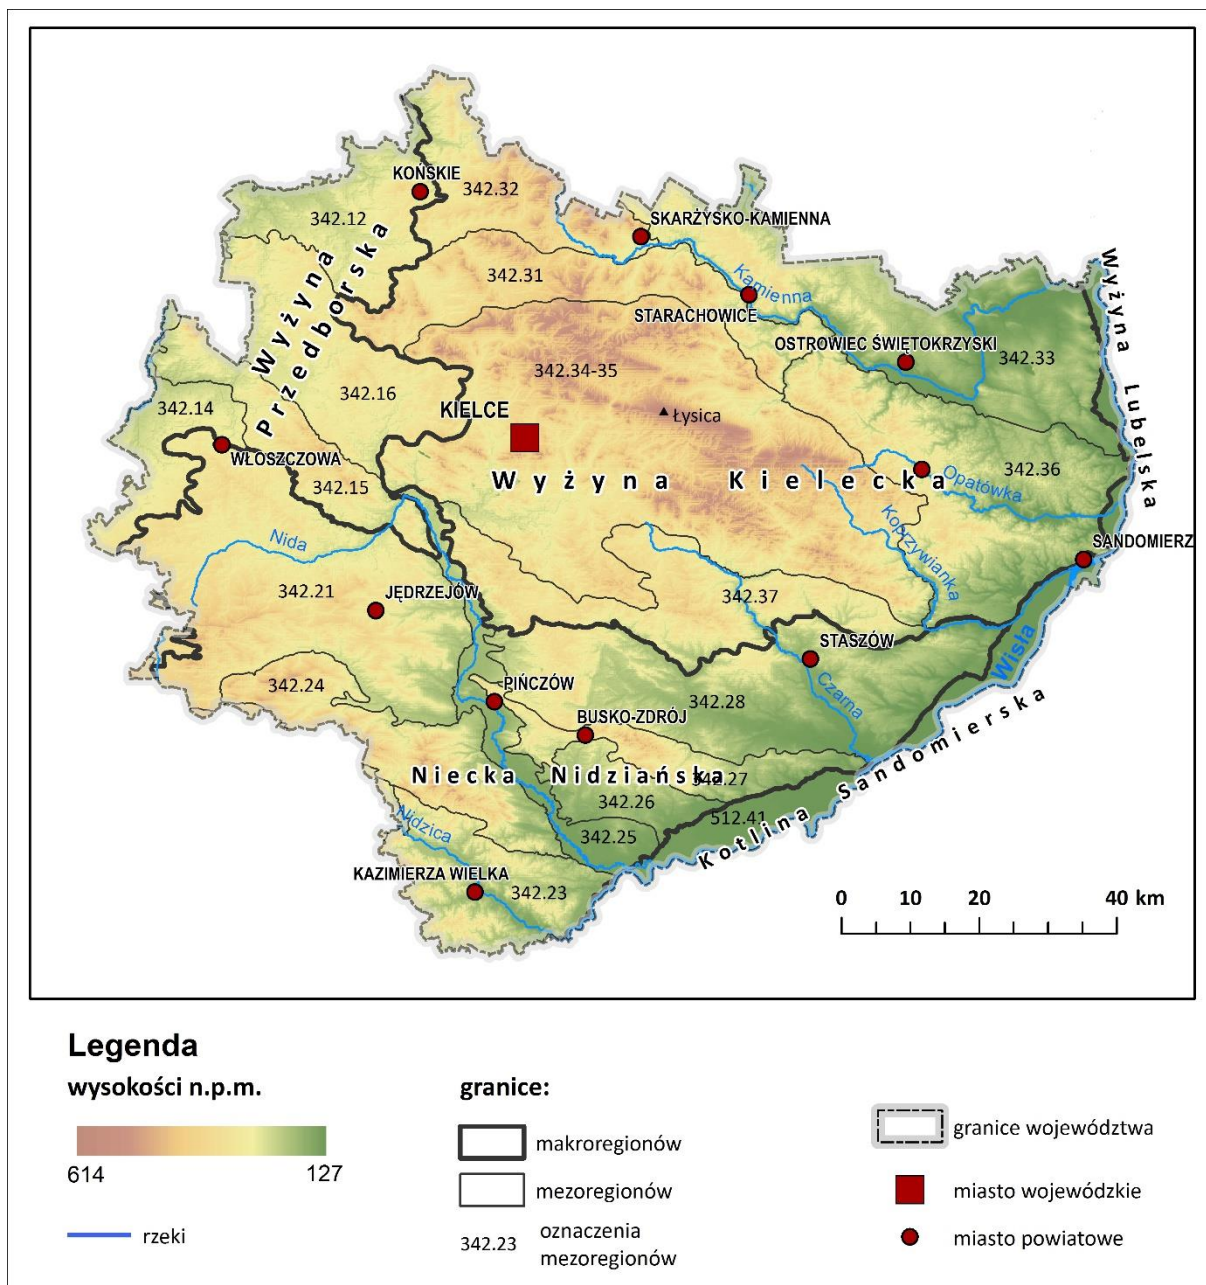 KOŃSKIE
342.32
342.12
SKARŻYSKO-KAMIENNA
Wyżyna
Przedborska
342.31
Kamienna
Wyżyna Lubelska
STARACHOWICE
OSTROWIEC ŚWIĘTOKRZYSKI
342.33
342.34-35
342.16
342.14
KIELCE
Łysica
WŁOSZCZOWA
342.15
Wyżyna Kielecka
342.36
Opatówka
Koprzywianka
Nida
SANDOMIERZ
342.21
JĘDRZEJÓW
342.37
STASZÓW
Wisła
342.24
PIŃCZÓW
Czarna
342.28
BUSKO-ZDRÓJ
Niecka Nidziańska
342.27
Kotlina Sandomierska
342.26
512.41
Nidzica
342.25
KAZIMIERZA WIELKA
342.23
0 10 20 40 km
Legenda
wysokości n.p.m.
614 127
rzeki
granice:
makroregionów
mezoregionów
342.23 oznaczenia
mezoregionów
granice województwa
miasto wojewódzkie
miasto powiatowe